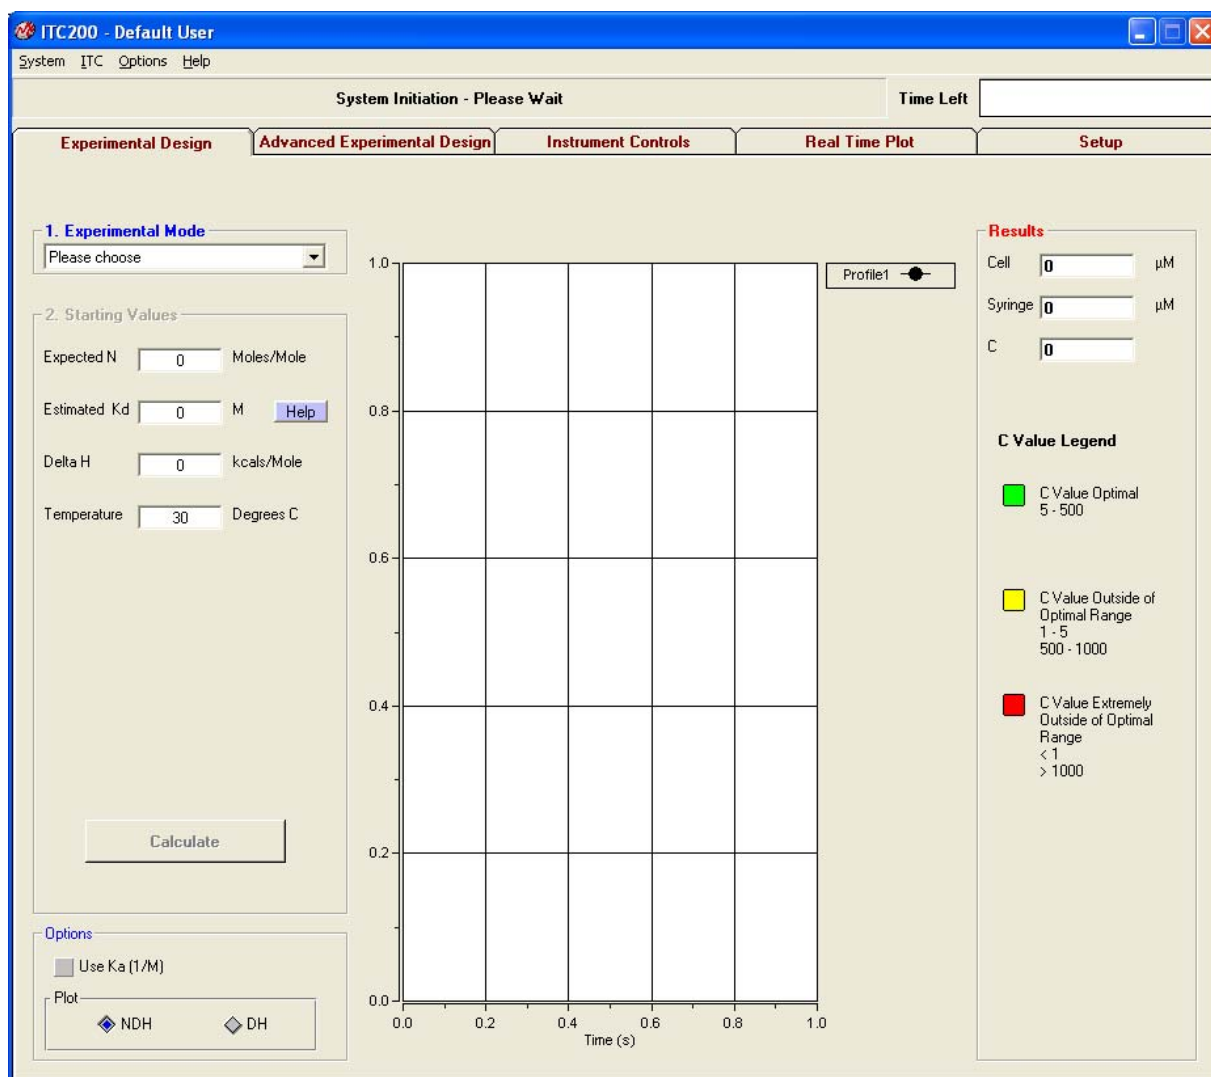 ITC200 - Default User
System ITC Options Help
System Initiation - Please Wait
Time Left
Experimental Design
Advanced Experimental Design
Instrument Controls
Real Time Plot
Setup
1. Experimental Mode
Please choose
2. Starting Values
Expected N 0 Moles/Mole
Estimated Kd 0 M Help
Delta H 0 kcals/Mole
Temperature 30 Degrees C
Calculate
Options
Use Ka (1/M)
Plot
NDH DH
1.0
0.8
0.6
0.4
0.2
0.0
0.0 0.2 0.4 0.6 0.8 1.0
Time (s)
Profile1
Results
Cell 0 µM
Syringe 0 µM
C 0
C Value Legend
C Value Optimal
5 - 500
C Value Outside of
Optimal Range
1 - 5
500 - 1000
C Value Extremely
Outside of Optimal
Range
< 1
> 1000